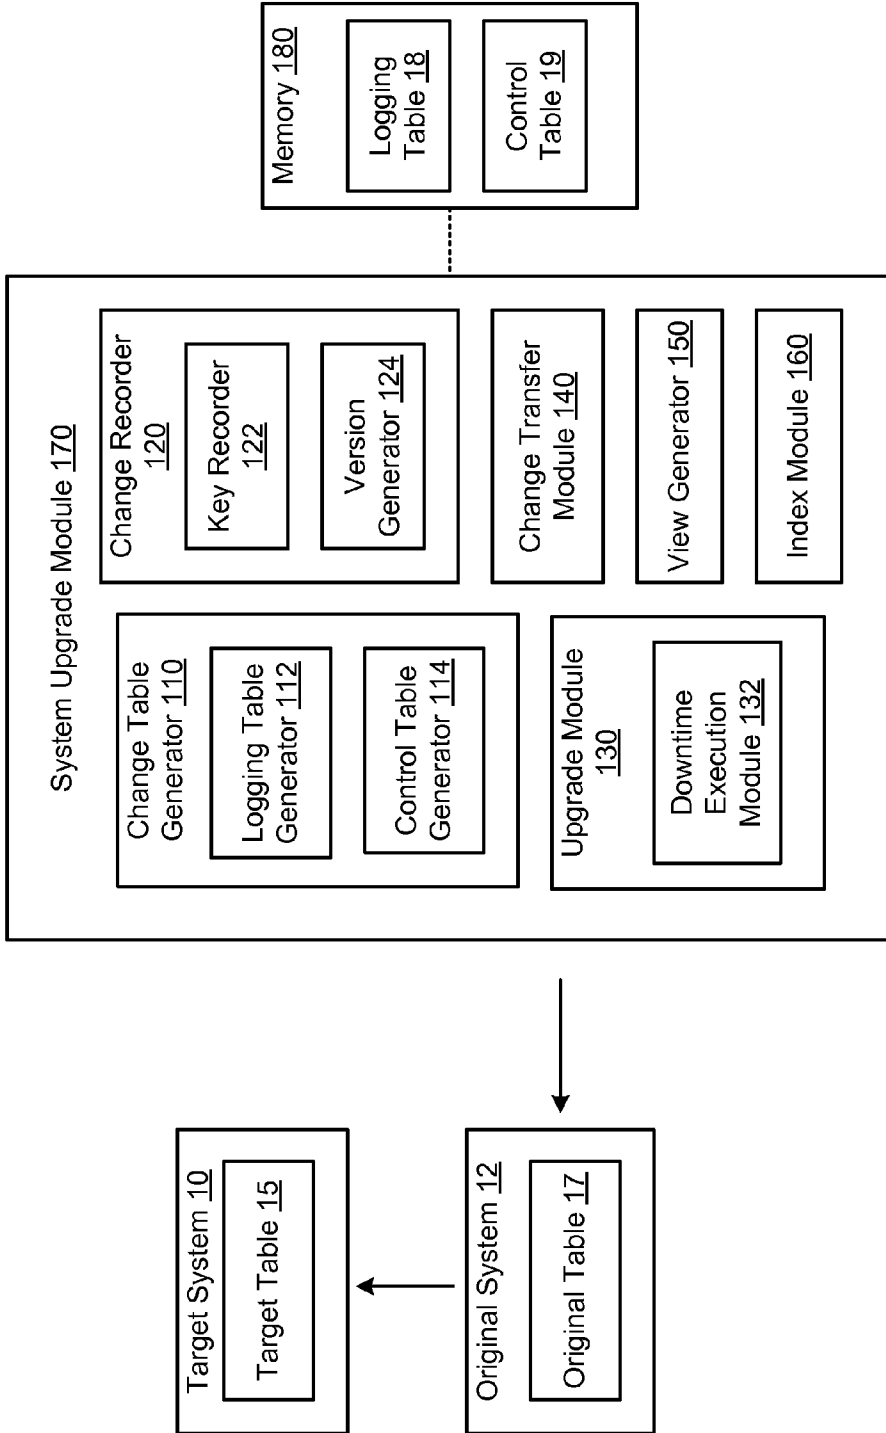 Target System 10
Target Table 15
Original System 12
Original Table 17
System Upgrade Module 170
Change Table
Generator 110
Logging Table
Generator 112
Control Table
Generator 114
Upgrade Module
130
Downtime
Execution
Module 132
Change Recorder
120
Key Recorder
122
Version
Generator 124
Change Transfer
Module 140
View Generator 150
Index Module 160
Memory 180
Logging
Table 18
Control
Table 19